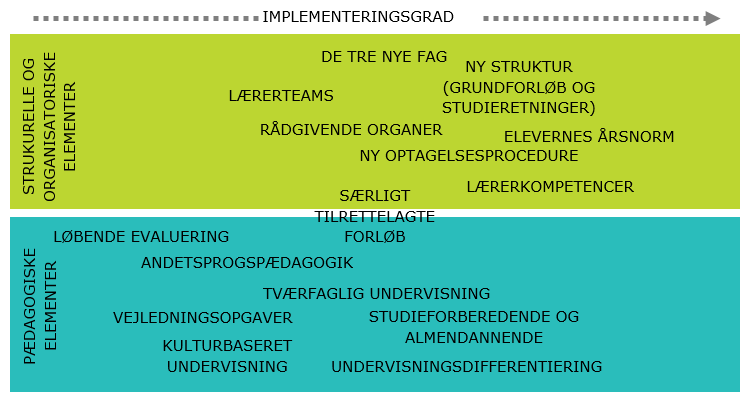 IMPLEMENTERINGSGRAD
STRUKURELLE OG
ORGANISATORISKE
ELEMENTER
DE TRE NYE FAG
NY STRUKTUR
(GRUNDFORLØB OG
STUDIERETNINGER)
LÆRERTEAMS
RÅDGIVENDE ORGANER
ELEVERNES ÅRSNORM
NY OPTAGELSESPROCEDURE
LÆRERKOMPETENCER
SÆRLIGT
TILRETTELAGTE
FORLØB
PÆDAGOGISKE
ELEMENTER
LØBENDE EVALUERING
ANDETSPROGSPÆDAGOGIK
TVÆRFAGLIG UNDERVISNING
VEJLEDNINGSOPGAVER
STUDIEFORBEREDENDE OG
ALMENDANNENDE
KULTURBASERET
UNDERVISNING
UNDERVISNINGSDIFFERENTIERING